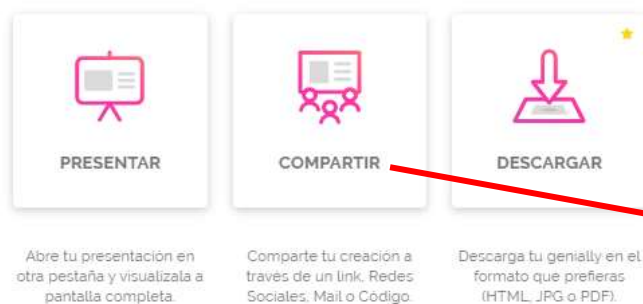 PRESENTAR
COMPARTIR
DESCARGAR
Abre tu presentación en
otra pestaña y visualizala a
pantalla completa.
Comparte tu creación a
través de un link, Redes
Sociales, Mail o Código.
Descarga tu genially en el
formato que prefieras
(HTML, JPG o PDF).